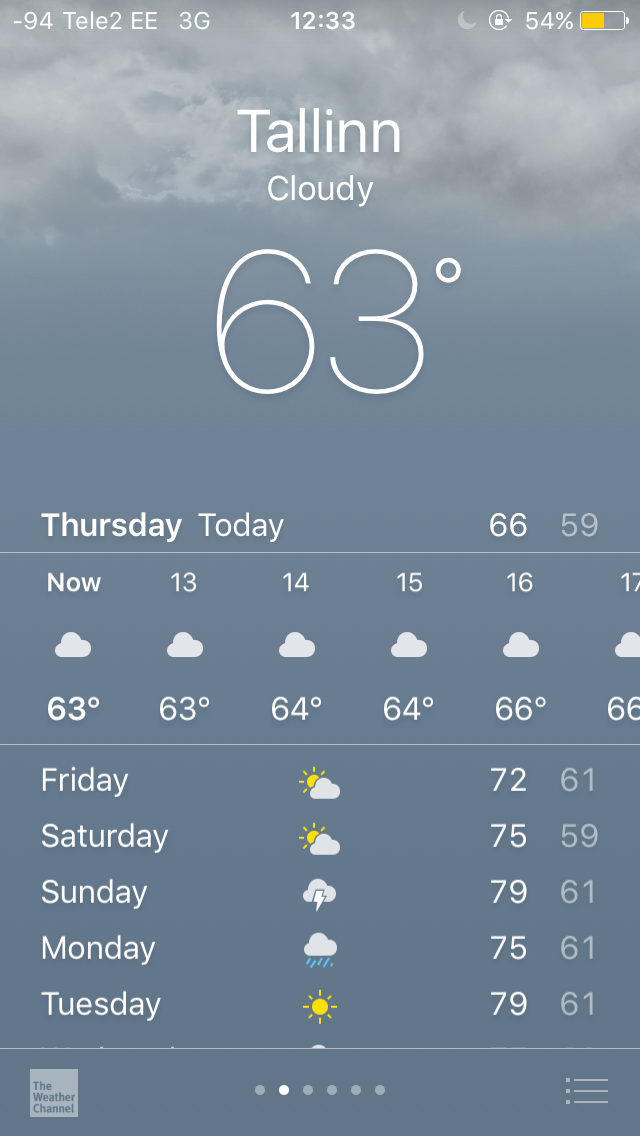 -94 Tele2 EE 3G 12:33 54%
Tallinn
Cloudy
63°
Thursday Today 66 59
Now 13 14 15 16 17
63° 63° 64° 64° 66° 66
Friday 72 61
Saturday 75 59
Sunday 79 61
Monday 75 61
Tuesday 79 61
The
Weather
Channel